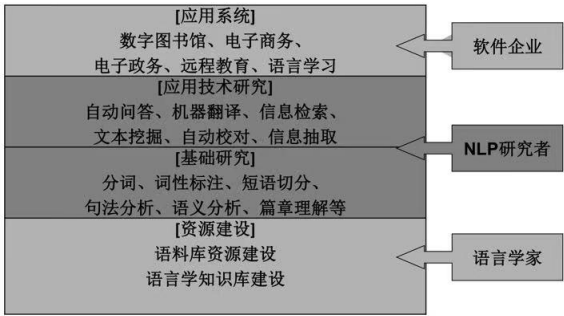 [应用系统]
数字图书馆、电子商务、
电子政务、远程教育、语言学习
[应用技术研究]
自动问答、机器翻译、信息检索、
文本挖掘、自动校对、信息抽取
[基础研究]
分词、词性标注、短语切分、
句法分析、语义分析、篇章理解等
[资源建设]
语料库资源建设
语言学知识库建设
软件企业
NLP研究者
语言学家